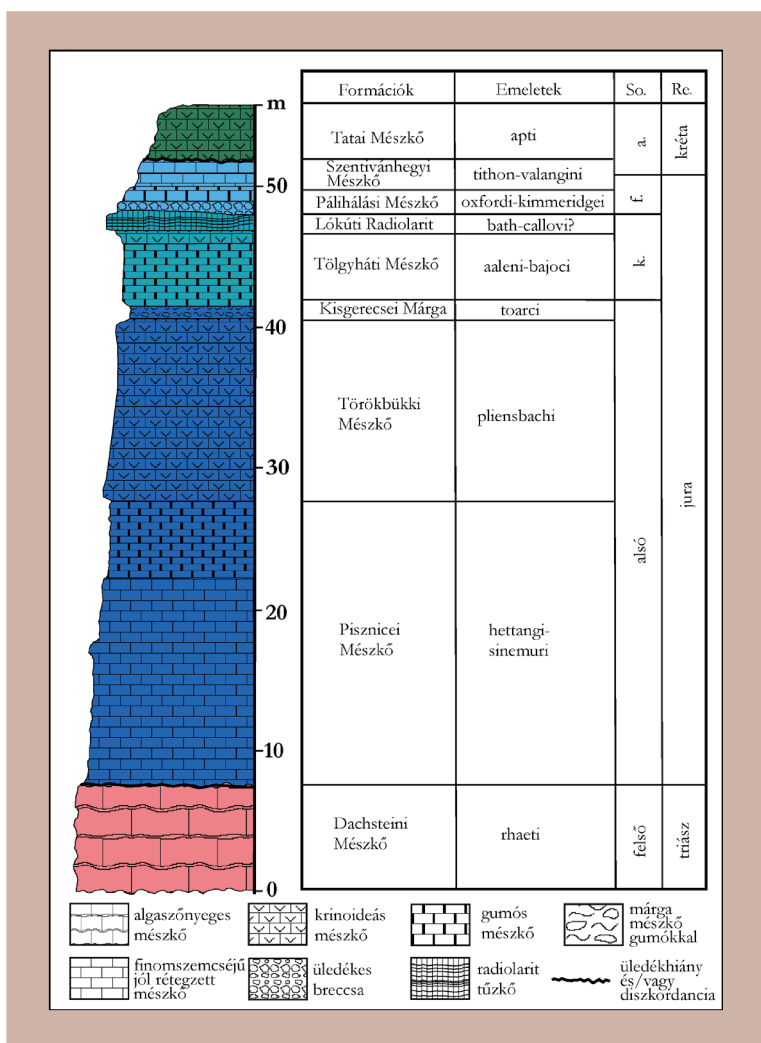 m
50
40
30
20
10
0
Formációk Emeletek So. Re.
Tatai Mészkő apti a. kréta
Szentivánhegyi
Mészkő
tithon-valangini
Pálihálási Mészkő oxfordi-kimmeridgei f.
Lókúti Radiolarit bath-callovi?
Tölgyháti Mészkő aaleni-bajoci k.
Kisgerecsei Márga toarci
Törökbükki
Mészkő
pliensbachi
jura
alsó
Pisznicei
Mészkő
hettangi-
sinemuri
Dachsteini
Mészkő
rhaeti
felső
triász
algaszőnyeges
mészkő
krinoideás
mészkő
gumós
mészkő
márga
mészkő
gumókkal
finomszemcséjű
jól rétegzett
mészkő
üledékes
breccsa
radiolarit
tűzkő
üledékhiány
és/vagy
diszkordancia